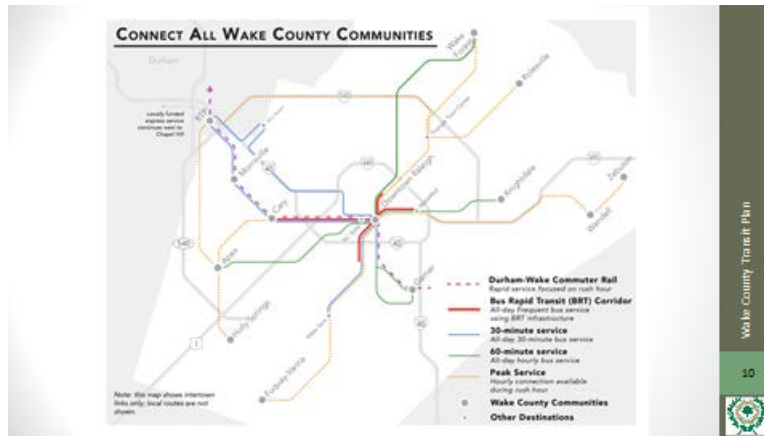 CONNECT ALL WAKE COUNTY COMMUNITIES
Durham
Wake
Forest
Rolesville
Locally funded
express service
continues west to
Chapel Hill
RTP
540
Morrisville
40
Cary
Downtown Raleigh
Knightsdale
Zebulon
Wendell
540
Apex
40
Garner
Holly Springs
1
40
Fuquay-Varina
Durham-Wake Commuter Rail
Rapid service focused on rush hour
Bus Rapid Transit (BRT) Corridor
All-day Frequent bus service
using BRT infrastructure
30-minute service
All-day 30-minute bus service
60-minute service
All-day hourly bus service
Peak Service
Hourly connection available
during rush hour
Wake County Communities
Other Destinations
Note: this map shows intertown
links only; local routes are not
shown.
Wake County Transit Plan
10